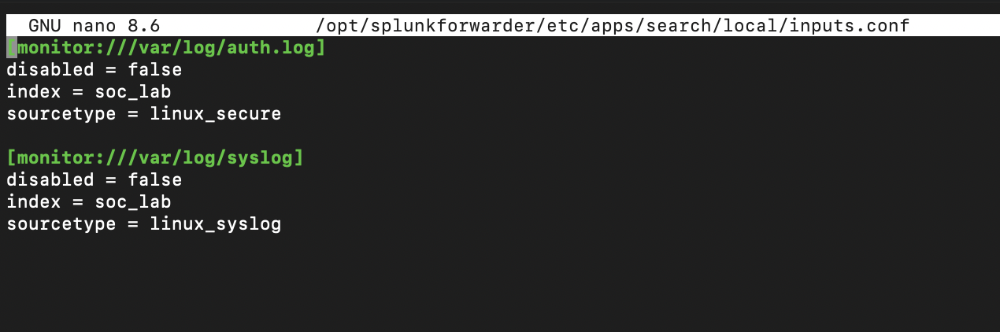 GNU nano 8.6 /opt/splunkforwarder/etc/apps/search/local/inputs.conf
[monitor:///var/log/auth.log]
disabled = false
index = soc_lab
sourcetype = linux_secure
[monitor:///var/log/syslog]
disabled = false
index = soc_lab
sourcetype = linux_syslog